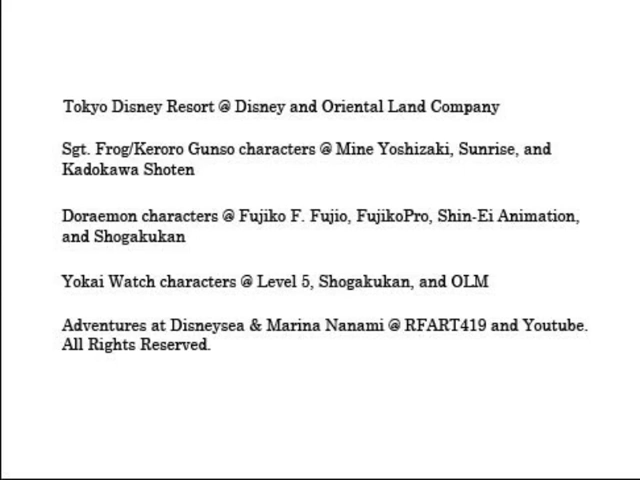 Tokyo Disney Resort @ Disney and Oriental Land Company
Sgt. Frog/Keroro Gunso characters @ Mine Yoshizaki, Sunrise, and
Kadokawa Shoten
Doraemon characters @ Fujiko F. Fujio, FujikoPro, Shin-Ei Animation,
and Shogakukan
Yokai Watch characters @ Level 5, Shogakukan, and OLM
Adventures at Disneysea & Marina Nanami @ RFART419 and Youtube.
All Rights Reserved.